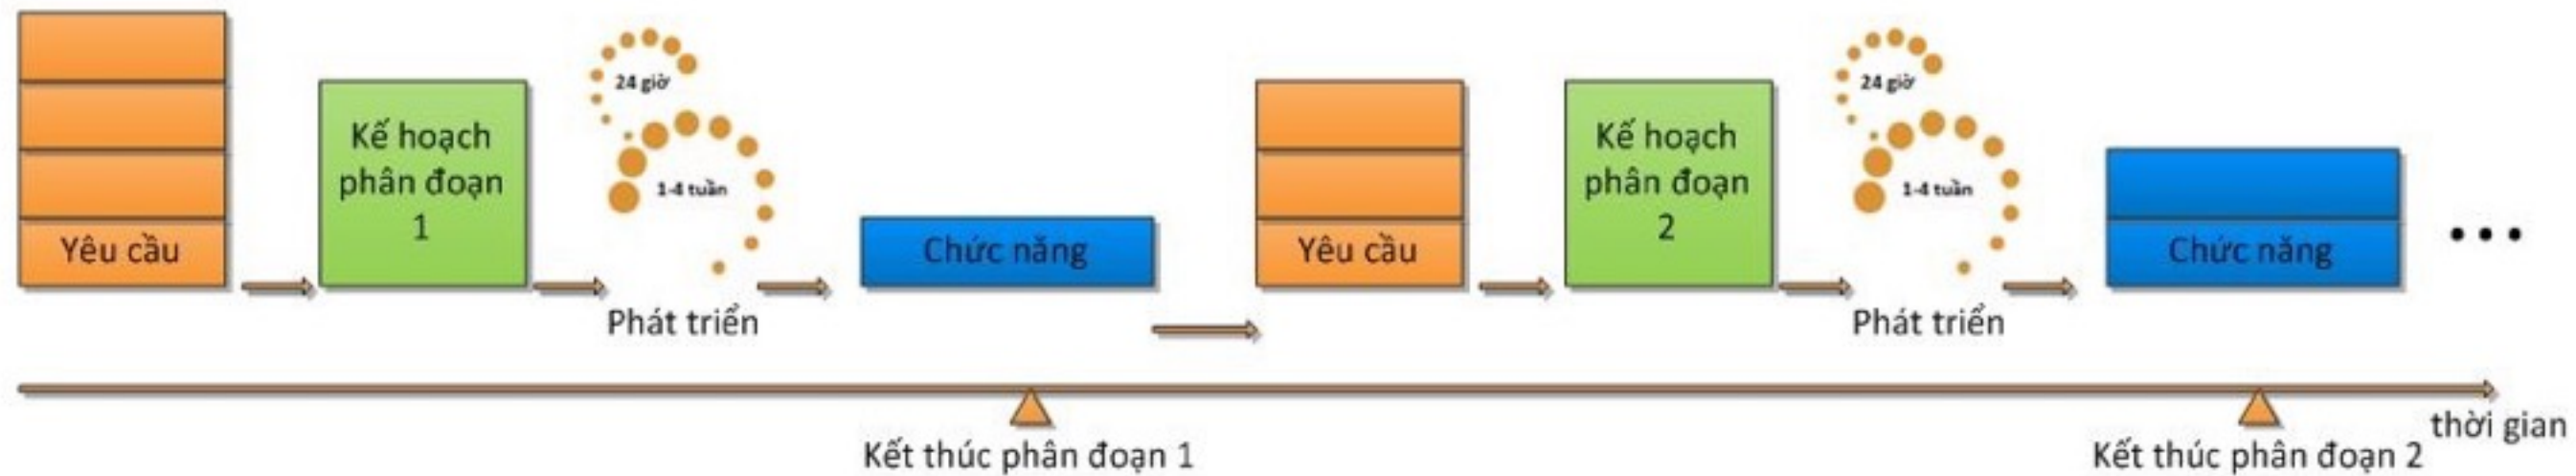 Yêu cầu
Kế hoạch
phân đoạn
1
24 giờ
1-4 tuần
Phát triển
Chức năng
Yêu cầu
Kế hoạch
phân đoạn
2
24 giờ
1-4 tuần
Phát triển
Chức năng
...
Kết thúc phân đoạn 1
Kết thúc phân đoạn 2
thời gian